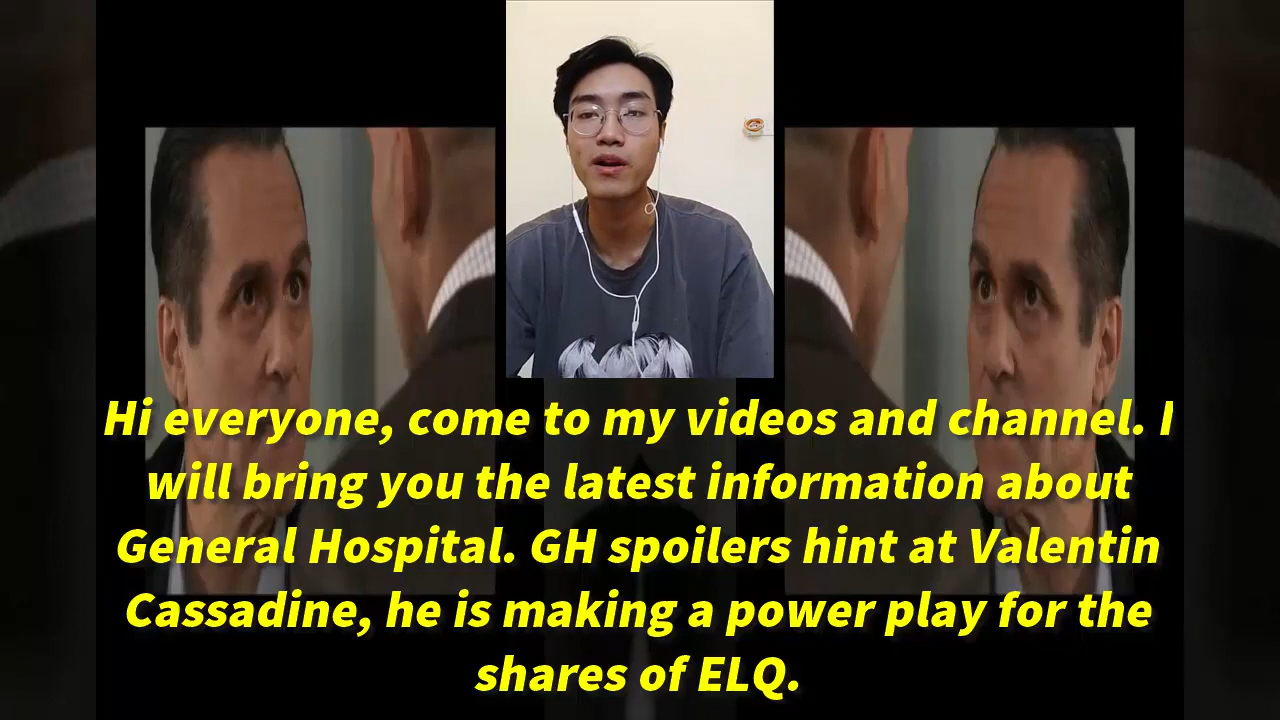 Hi everyone, come to my videos and channel. I
will bring you the latest information about
General Hospital. GH spoilers hint at Valentin
Cassadine, he is making a power play for the
shares of ELQ.